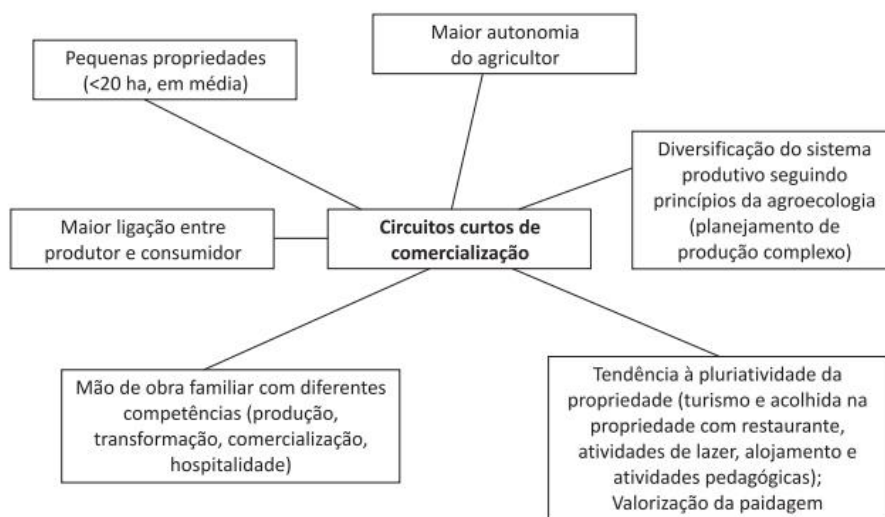 Pequenas propriedades
(<20 ha, em média)
Maior autonomia
do agricultor
Diversificação do sistema
produtivo seguindo
princípios da agroecologia
(planejamento de
produção complexo)
Maior ligação entre
produtor e consumidor
Circuitos curtos de
comercialização
Mão de obra familiar com diferentes
competências (produção,
transformação, comercialização,
hospitalidade)
Tendência à pluriatividade da
propriedade (turismo e acolhida na
propriedade com restaurante,
atividades de lazer, alojamento e
atividades pedagógicas);
Valorização da paidagem